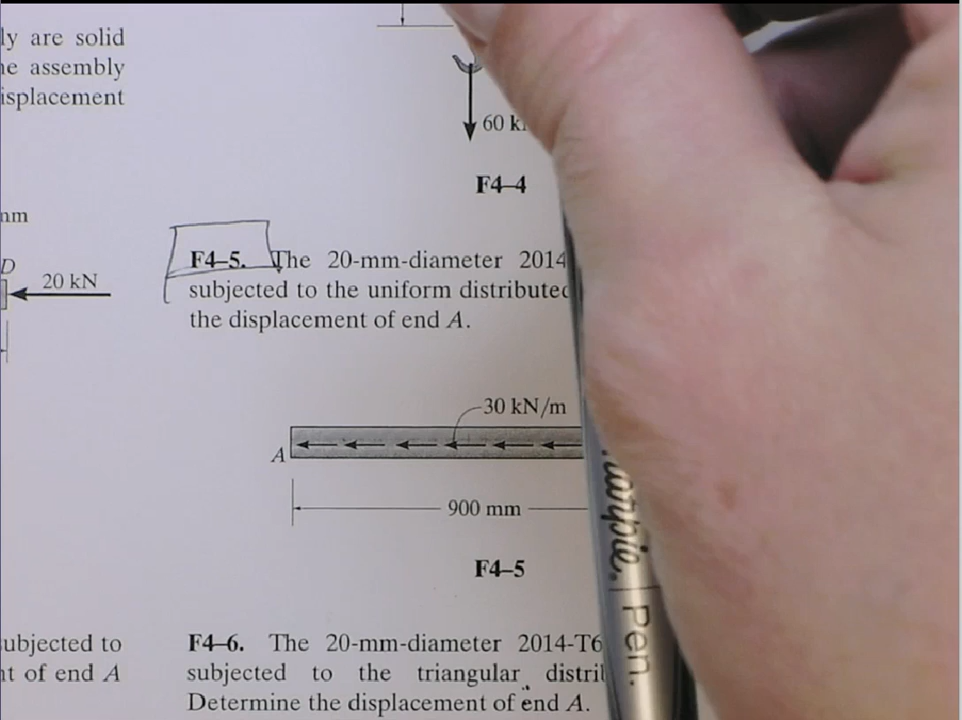 ly are solid
assembly
isplacement
60
F4–4
mm
D
20 kN
F4–5. The 20-mm-diameter 2014
subjected to the uniform distributed
the displacement of end A.
30 kN/m
A
900 mm
F4–5
ubjected to
of end A
F4–6. The 20-mm-diameter 2014-T6
subjected to the triangular distri
Determine the displacement of end A.
Sharpie. Pen.